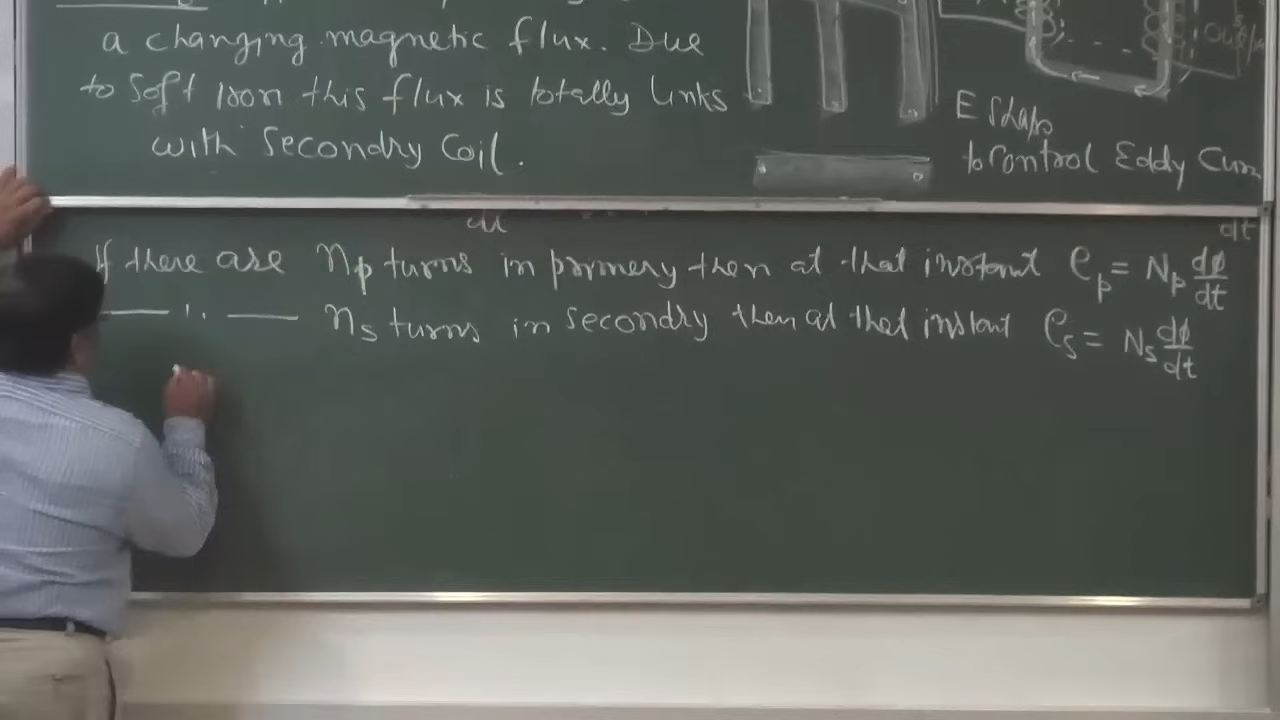 a changing magnetic flux. Due
to Soft Iron this flux is totally links
with Secondry Coil.
E Shape
to Control Eddy Curr
dt
dt
If there are np turns in primery then at that instant ep = Np dφ/dt
—— ,, —— ns turns in secondry then at that instant es = Ns dφ/dt